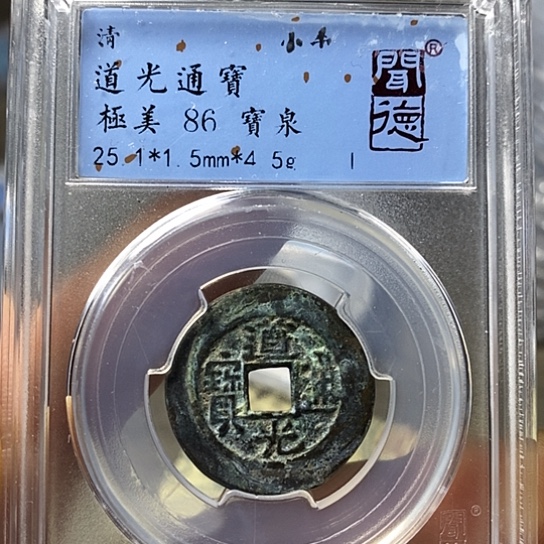 清 小平
道光通寶
極美 86 寶泉
25.1*1.5mm*4.5g
聞德®
道光通寶